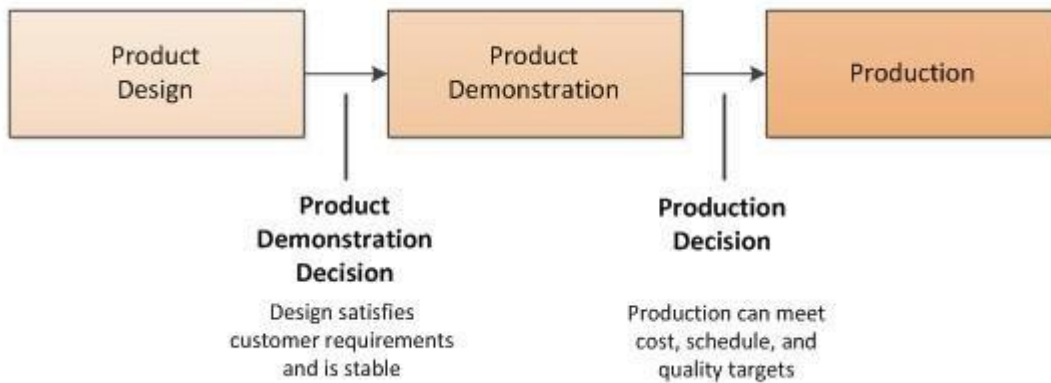 Product
Design
Product
Demonstration
Production
Product
Demonstration
Decision
Design satisfies
customer requirements
and is stable
Production
Decision
Production can meet
cost, schedule, and
quality targets